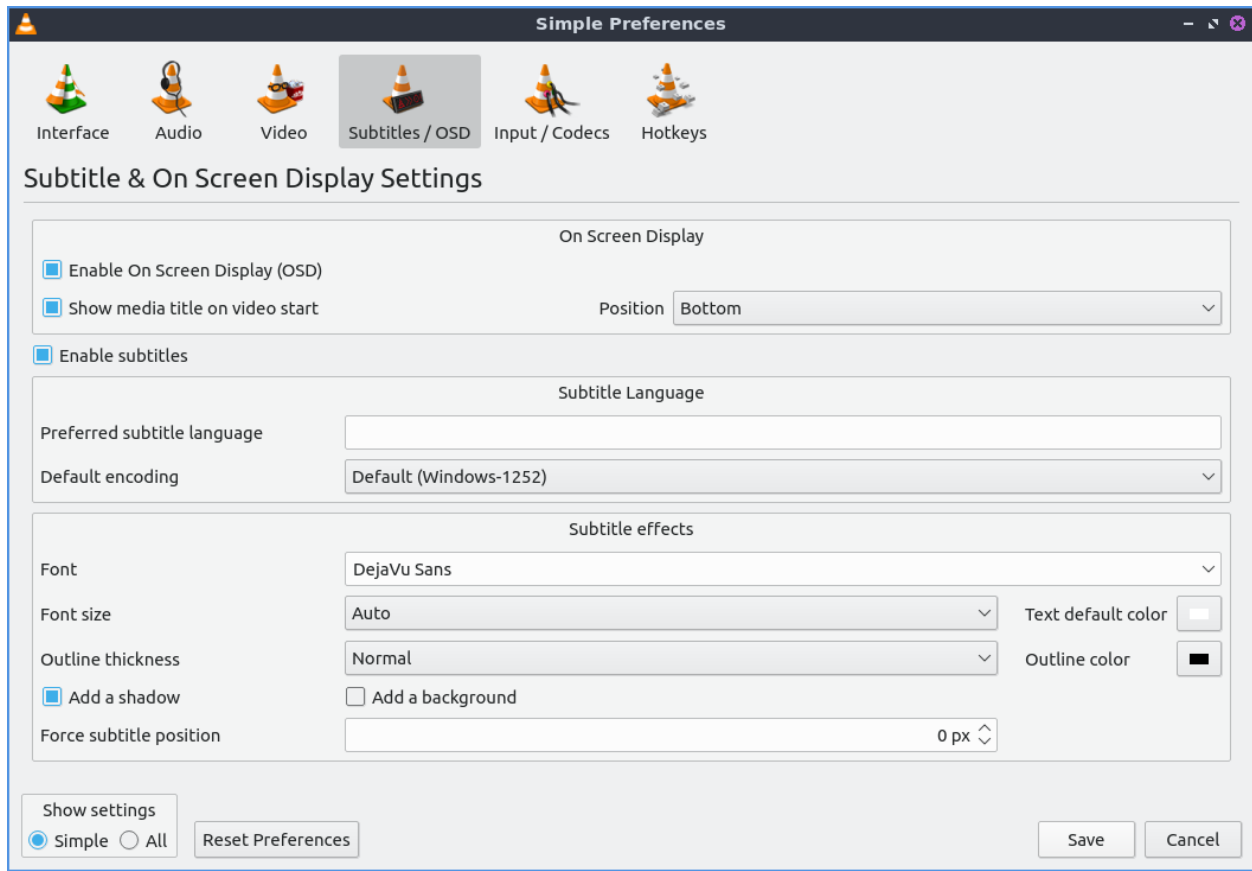 Simple Preferences
Interface Audio Video Subtitles / OSD Input / Codecs Hotkeys
Subtitle & On Screen Display Settings
On Screen Display
Enable On Screen Display (OSD)
Show media title on video start Position Bottom
Enable subtitles
Subtitle Language
Preferred subtitle language
Default encoding Default (Windows-1252)
Subtitle effects
Font DejaVu Sans
Font size Auto Text default color
Outline thickness Normal Outline color
Add a shadow Add a background
Force subtitle position 0 px
Show settings
Simple All Reset Preferences Save Cancel